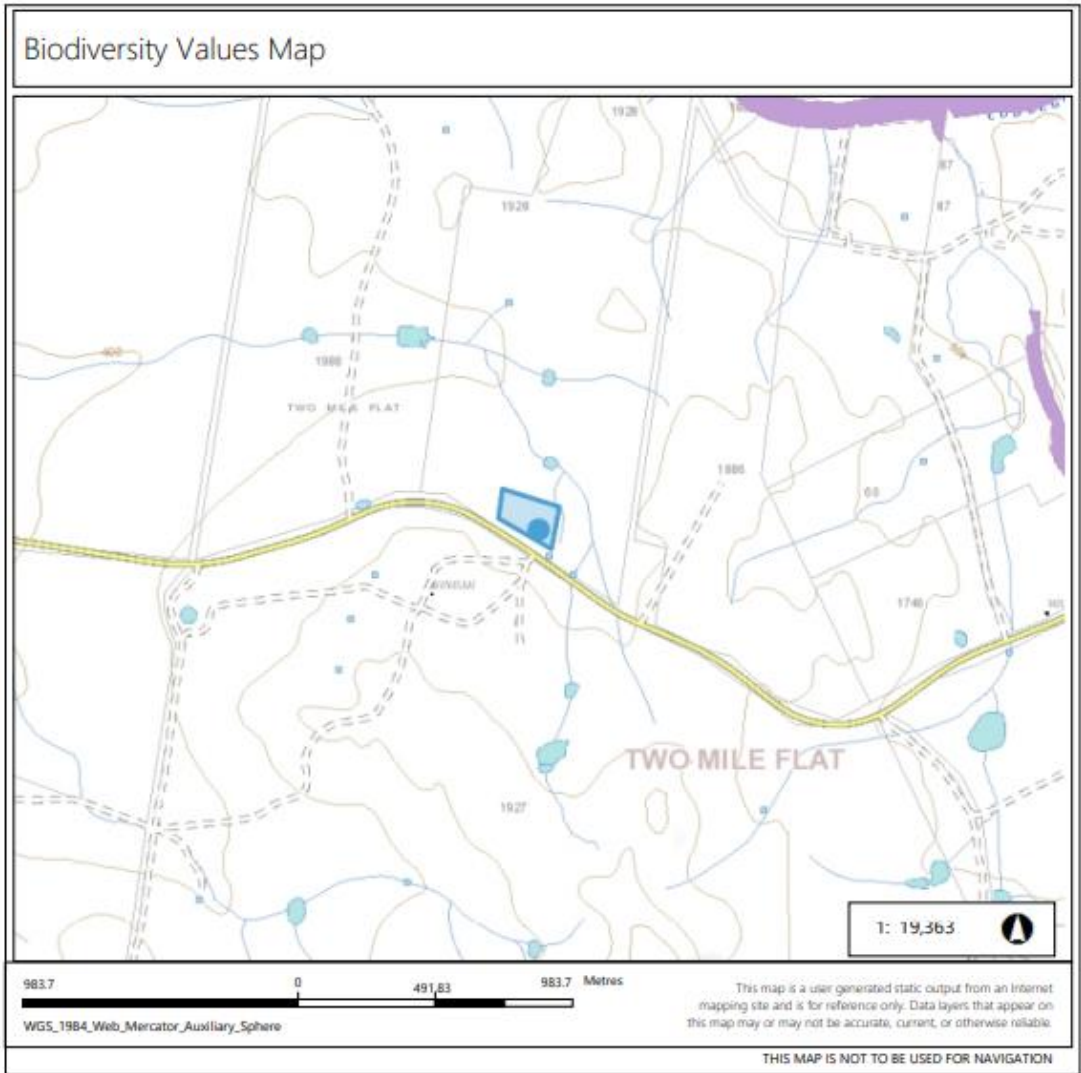 Biodiversity Values Map
1928
87
1928
87
400
1986
TWO MILE FLAT
1886
68
1748
TWO MILE FLAT
1927
1: 19,363
983.7
0
491.83
983.7
Metres
WGS_1984_Web_Mercator_Auxiliary_Sphere
This map is a user generated static output from an Internet
mapping site and is for reference only. Data layers that appear on
this map may or may not be accurate, current, or otherwise reliable.
THIS MAP IS NOT TO BE USED FOR NAVIGATION